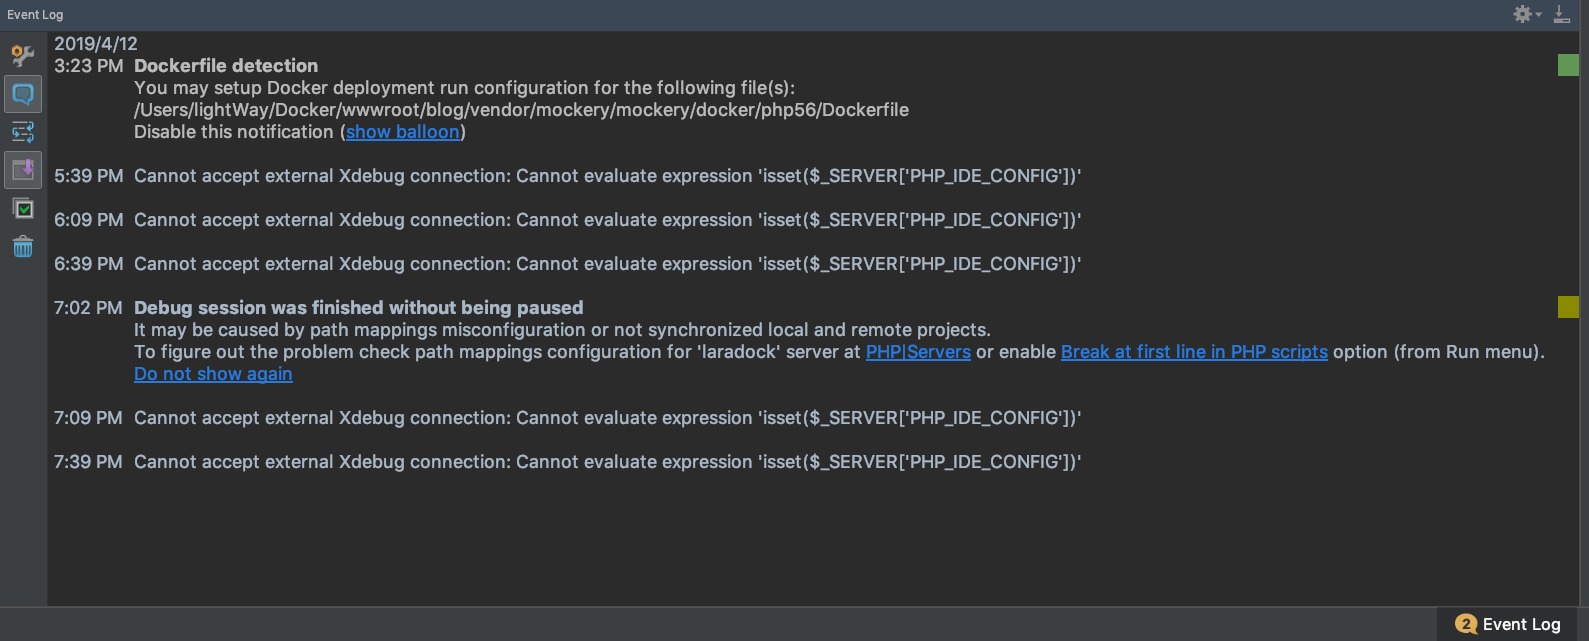 Event Log
2019/4/12
3:23 PM Dockerfile detection
You may setup Docker deployment run configuration for the following file(s):
/Users/lightWay/Docker/wwwroot/blog/vendor/mockery/mockery/docker/php56/Dockerfile
Disable this notification (show balloon)
5:39 PM Cannot accept external Xdebug connection: Cannot evaluate expression 'isset($_SERVER['PHP_IDE_CONFIG'])'
6:09 PM Cannot accept external Xdebug connection: Cannot evaluate expression 'isset($_SERVER['PHP_IDE_CONFIG'])'
6:39 PM Cannot accept external Xdebug connection: Cannot evaluate expression 'isset($_SERVER['PHP_IDE_CONFIG'])'
7:02 PM Debug session was finished without being paused
It may be caused by path mappings misconfiguration or not synchronized local and remote projects.
To figure out the problem check path mappings configuration for 'laradock' server at PHP|Servers or enable Break at first line in PHP scripts option (from Run menu).
Do not show again
7:09 PM Cannot accept external Xdebug connection: Cannot evaluate expression 'isset($_SERVER['PHP_IDE_CONFIG'])'
7:39 PM Cannot accept external Xdebug connection: Cannot evaluate expression 'isset($_SERVER['PHP_IDE_CONFIG'])'
2 Event Log